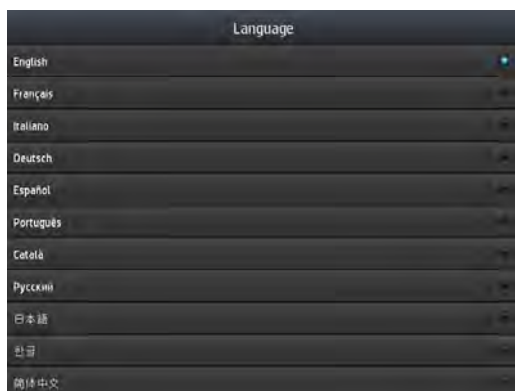 Language
English
Français
Italiano
Deutsch
Español
Português
Català
Русский
日本語
한글
简体中文